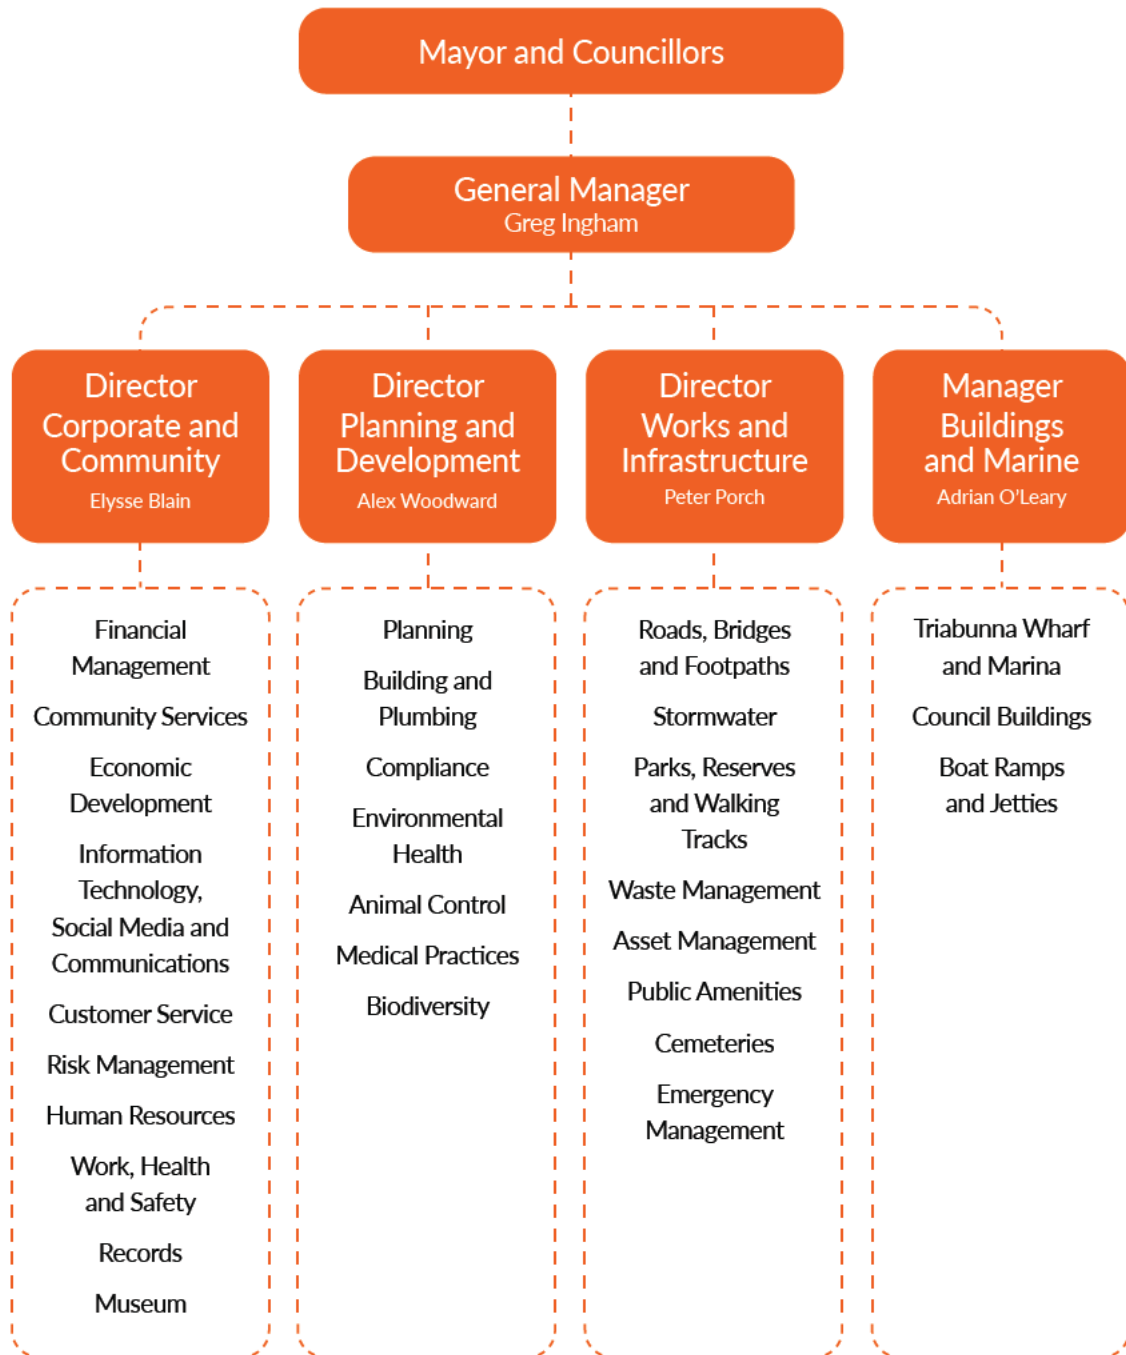 Mayor and Councillors
General Manager
Greg Ingham
Director
Corporate and
Community
Elysse Blain
Director
Planning and
Development
Alex Woodward
Director
Works and
Infrastructure
Peter Porch
Manager
Buildings
and Marine
Adrian O'Leary
Financial
Management
Community Services
Economic
Development
Information
Technology,
Social Media and
Communications
Customer Service
Risk Management
Human Resources
Work, Health
and Safety
Records
Museum
Planning
Building and
Plumbing
Compliance
Environmental
Health
Animal Control
Medical Practices
Biodiversity
Roads, Bridges
and Footpaths
Stormwater
Parks, Reserves
and Walking
Tracks
Waste Management
Asset Management
Public Amenities
Cemeteries
Emergency
Management
Triabunna Wharf
and Marina
Council Buildings
Boat Ramps
and Jetties